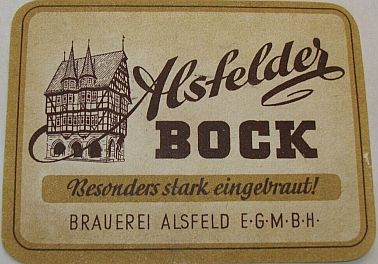 Alsfelder
BOCK
Besonders stark eingebraut!
BRAUEREI ALSFELD E·G·M·B·H·